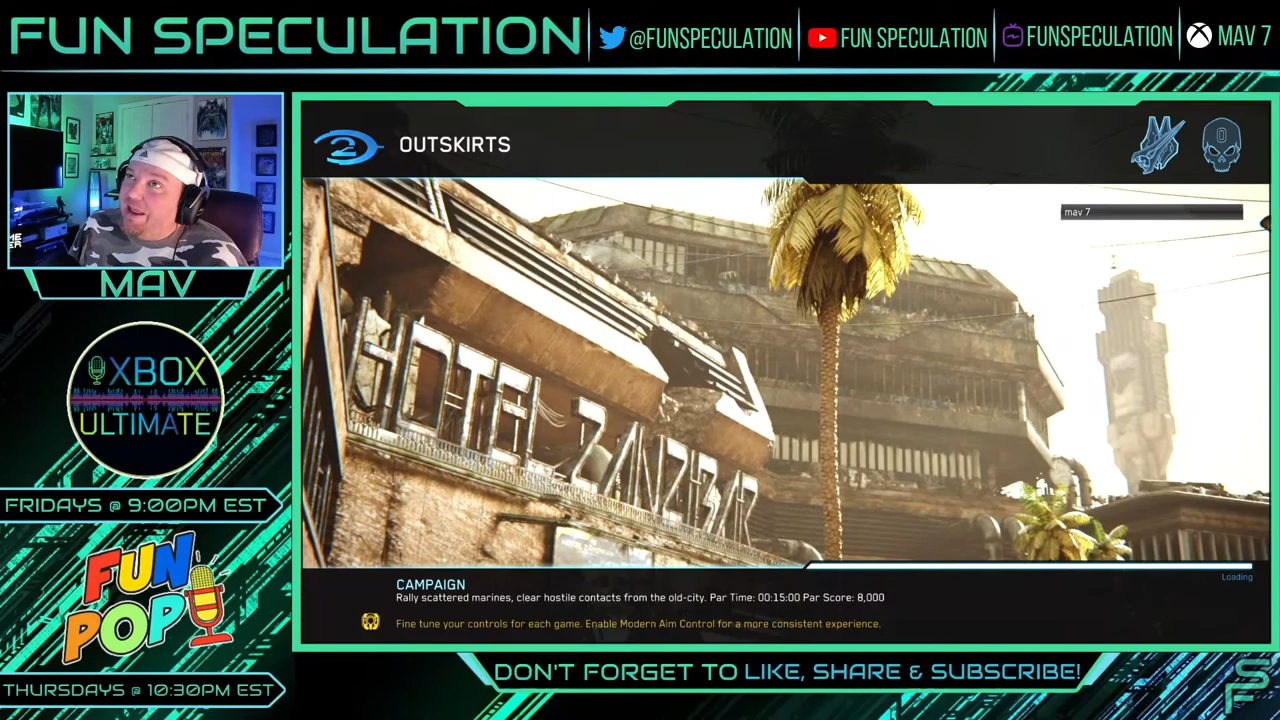 FUN SPECULATION
@FUNSPECULATION
FUN SPECULATION
FUNSPECULATION
MAV 7
2
OUTSKIRTS
0
mav 7
HOTEL ZANZIBAR
MAV
XBOX
ULTIMATE
FRIDAYS @ 9:00PM EST
FUN
POP
THURSDAYS @ 10:30PM EST
Loading
CAMPAIGN
Rally scattered marines, clear hostile contacts from the old-city. Par Time: 00:15:00 Par Score: 8,000
Fine tune your controls for each game. Enable Modern Aim Control for a more consistent experience.
DON'T FORGET TO LIKE, SHARE & SUBSCRIBE!
SF